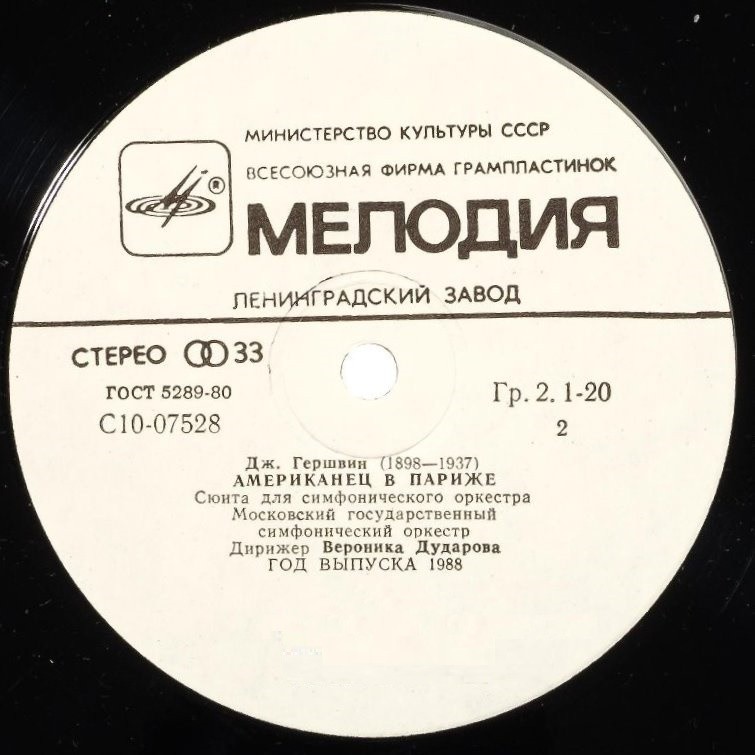 МИНИСТЕРСТВО КУЛЬТУРЫ СССР
ВСЕСОЮЗНАЯ ФИРМА ГРАМПЛАСТИНОК
®
МЕЛОДИЯ
ЛЕНИНГРАДСКИЙ ЗАВОД
СТЕРЕО 33
ГОСТ 5289-80
С10-07528
Гр. 2. 1-20
2
Дж. Гершвин (1898—1937)
АМЕРИКАНЕЦ В ПАРИЖЕ
Сюита для симфонического оркестра
Московский государственный
симфонический оркестр
Дирижер Вероника Дударова
ГОД ВЫПУСКА 1988